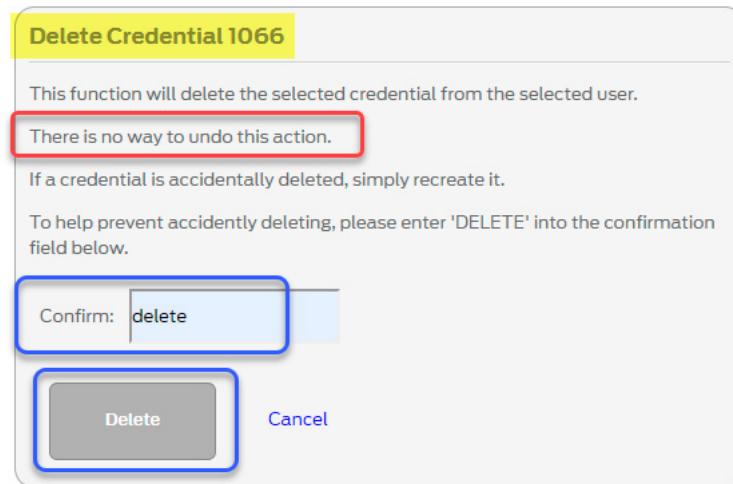 Delete Credential 1066
This function will delete the selected credential from the selected user.
There is no way to undo this action.
If a credential is accidentally deleted, simply recreate it.
To help prevent accidently deleting, please enter 'DELETE' into the confirmation
field below.
Confirm: delete
Delete Cancel